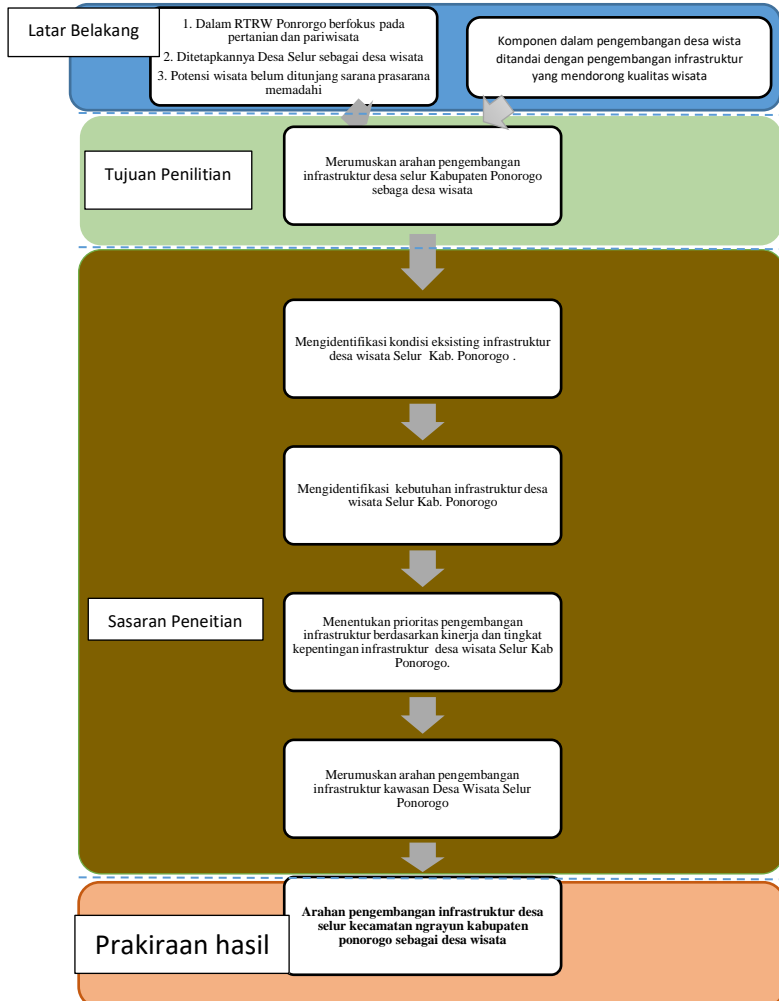 Latar Belakang
1. Dalam RTRW Ponrorgo berfokus pada
pertanian dan pariwisata
2. Ditetapkannya Desa Selur sebagai desa wisata
3. Potensi wisata belum ditunjang sarana prasarana
memadahi
Komponen dalam pengembangan desa wista
ditandai dengan pengembangan infrastruktur
yang mendorong kualitas wisata
Tujuan Penilitian
Merumuskan arahan pengembangan
infrastruktur desa selur Kabupaten Ponorogo
sebaga desa wisata
Mengidentifikasi kondisi eksisting infrastruktur
desa wisata Selur Kab. Ponorogo .
Mengidentifikasi kebutuhan infrastruktur desa
wisata Selur Kab. Ponorogo
Sasaran Peneitian
Menentukan prioritas pengembangan
infrastruktur berdasarkan kinerja dan tingkat
kepentingan infrastruktur desa wisata Selur Kab
Ponorogo.
Merumuskan arahan pengembangan
infrastruktur kawasan Desa Wisata Selur
Ponorogo
Prakiraan hasil
Arahan pengembangan infrastruktur desa
selur kecamatan ngrayun kabupaten
ponorogo sebagai desa wisata